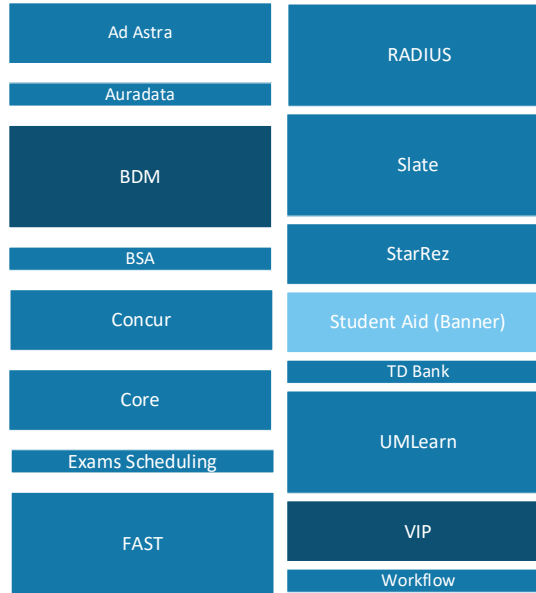 Ad Astra
Auradata
BDM
BSA
Concur
Core
Exams Scheduling
FAST
RADIUS
Slate
StarRez
Student Aid (Banner)
TD Bank
UMLearn
VIP
Workflow